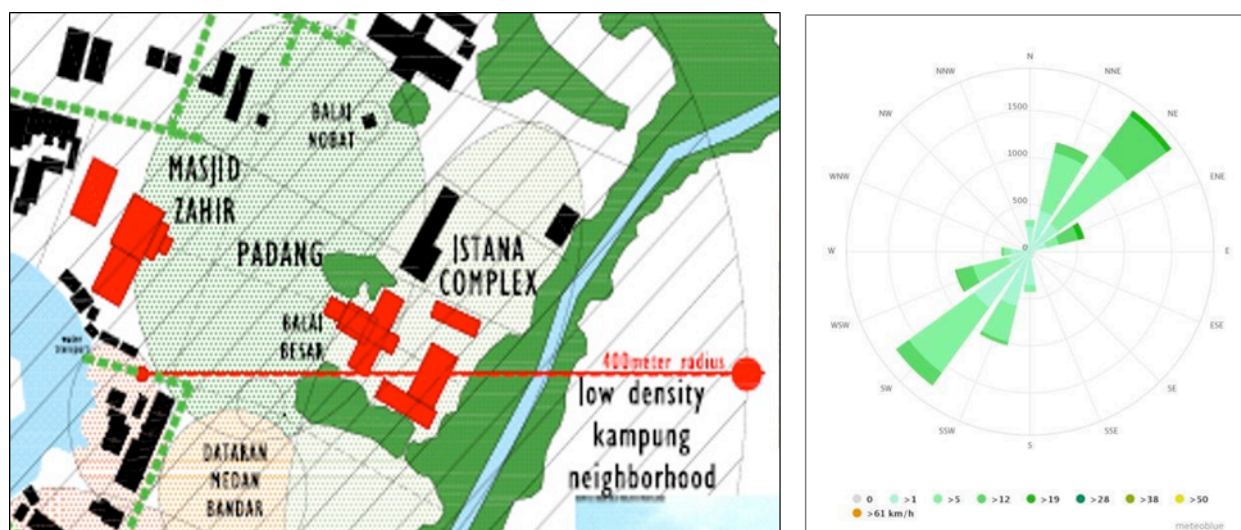 BALAI
NOBAT
MASJID
ZAHIR
PADANG
ISTANA
COMPLEX
BALAI
BESAR
water
transport
400meter radius
low density
kampung
neighborhood
DATARAN
MEDAN
BANDAR
N
NNW
NNE
NW
NE
WNW
ENE
W
E
WSW
ESE
SW
SE
SSW
SSE
S
1500
1000
500
0
0 >1 >5 >12 >19 >28 >38 >50
>61 km/h
meteoblue